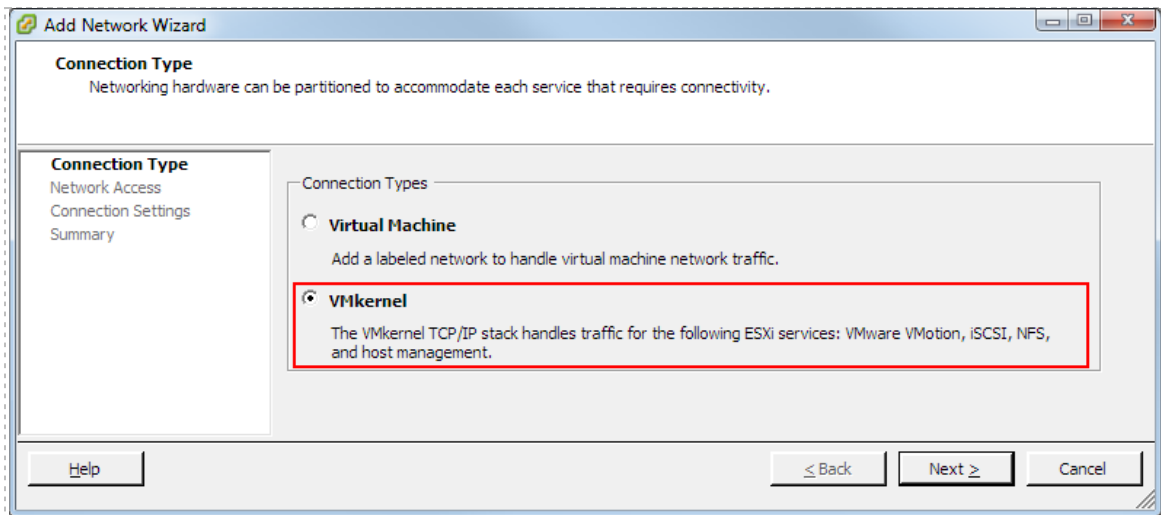 Add Network Wizard
Connection Type
Networking hardware can be partitioned to accommodate each service that requires connectivity.
Connection Type
Network Access
Connection Settings
Summary
Connection Types
Virtual Machine
Add a labeled network to handle virtual machine network traffic.
VMkernel
The VMkernel TCP/IP stack handles traffic for the following ESXi services: VMware VMotion, iSCSI, NFS,
and host management.
Help
< Back
Next >
Cancel